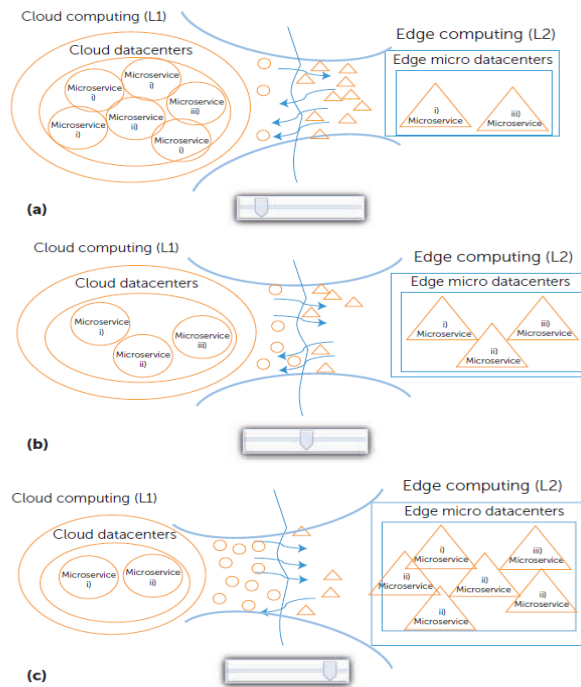 Cloud computing (L1)
Cloud datacenters
Microservice
i)
Microservice
i)
Microservice
iii)
Microservice
i)
Microservice
ii)
Microservice
i)
Edge computing (L2)
Edge micro datacenters
i)
Microservice
iii)
Microservice
(a)
Cloud computing (L1)
Cloud datacenters
Microservice
i)
Microservice
iii)
Microservice
ii)
Edge computing (L2)
Edge micro datacenters
i)
Microservice
iii)
Microservice
ii)
Microservice
(b)
Cloud computing (L1)
Cloud datacenters
Microservice
i)
Microservice
ii)
Edge computing (L2)
Edge micro datacenters
i)
Microservice
iii)
Microservice
ii)
Microservice
ii)
Microservice
ii)
Microservice
ii)
Microservice
(c)